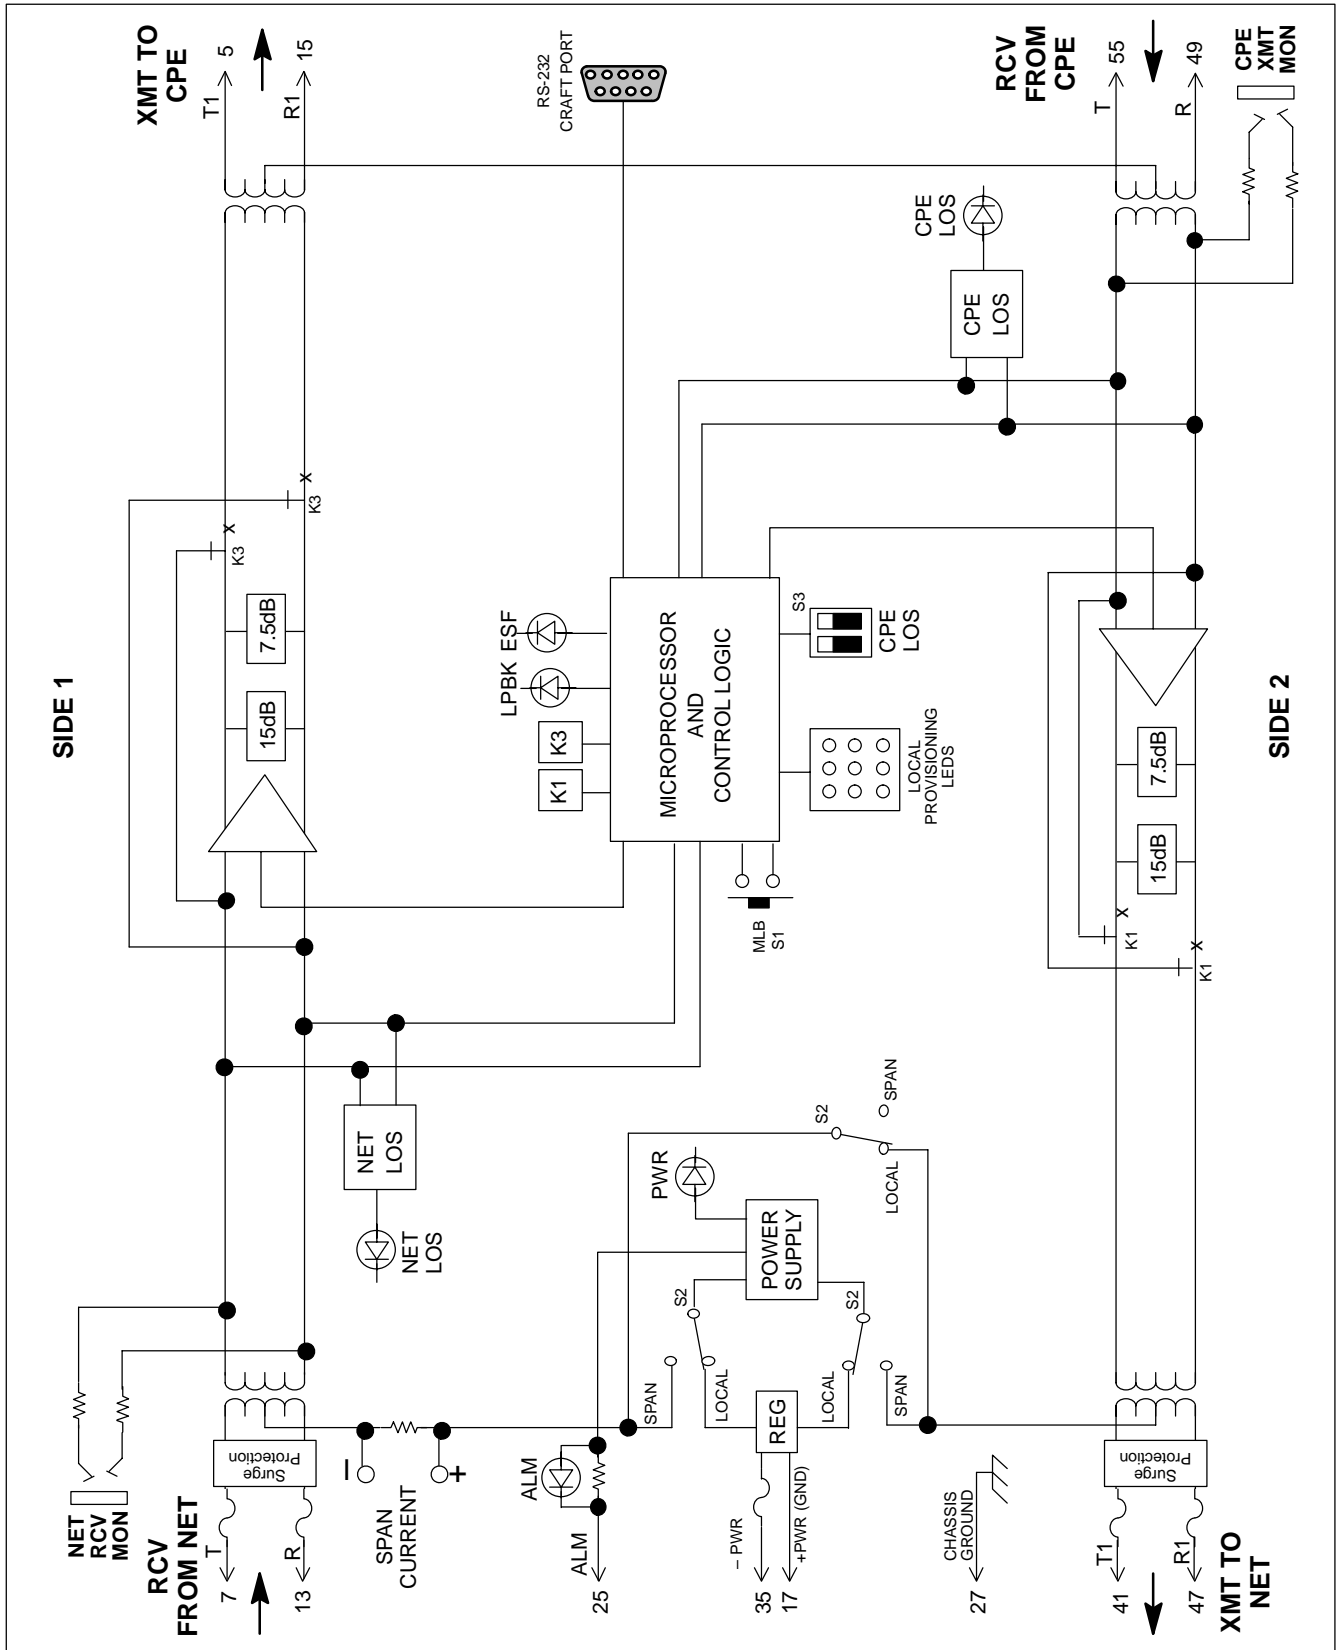 SIDE 1
NET
RCV
MON
RCV
FROM NET
T
7
R
13
Surge
Protection
NET
LOS
NET
LOS
15dB
7.5dB
K3
X
K3
X
XMT TO
CPE
T1
5
R1
15
SPAN
CURRENT
–
+
ALM
ALM
25
PWR
POWER
SUPPLY
S2
SPAN
LOCAL
REG
S2
LOCAL
SPAN
S2
SPAN
LOCAL
– PWR
35
+PWR (GND)
17
CHASSIS
GROUND
27
K1
K3
LPBK
ESF
MICROPROCESSOR
AND
CONTROL LOGIC
MLB
S1
LOCAL
PROVISIONING
LEDS
S3
CPE
LOS
RS-232
CRAFT PORT
CPE
LOS
CPE
LOS
SIDE 2
XMT TO
NET
T1
41
R1
47
Surge
Protection
K1
X
K1
X
15dB
7.5dB
RCV
FROM
CPE
T
55
R
49
CPE
XMT
MON